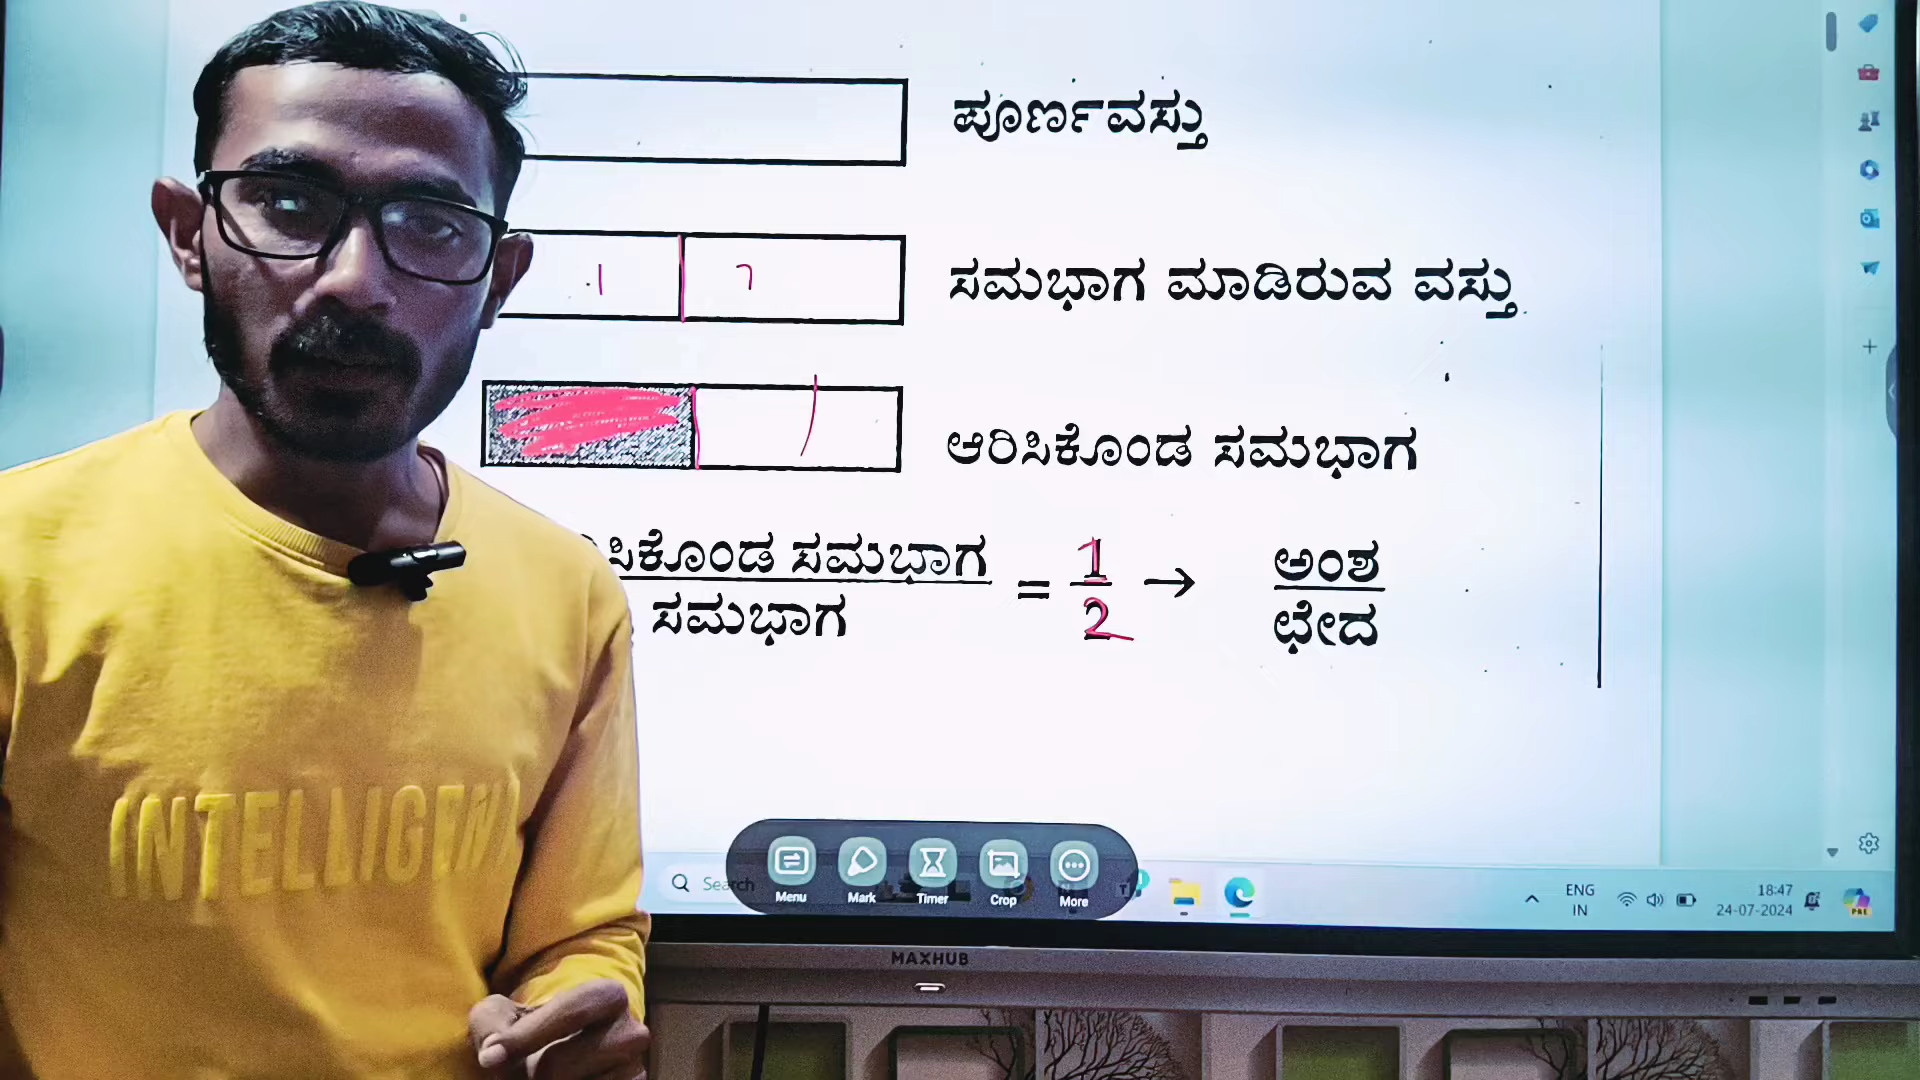 ಪೂರ್ಣವಸ್ತು
1
ಸಮಭಾಗ ಮಾಡಿರುವ ವಸ್ತು
ಆರಿಸಿಕೊಂಡ ಸಮಭಾಗ
ಸಿಕೊಂಡ ಸಮಭಾಗ
ಸಮಭಾಗ
= 1/2 → ಅಂಶ
ಛೇದ
INTELLIGEN
Search
Menu Mark Timer Crop More
ENG
IN
18:47
24-07-2024
MAXHUB